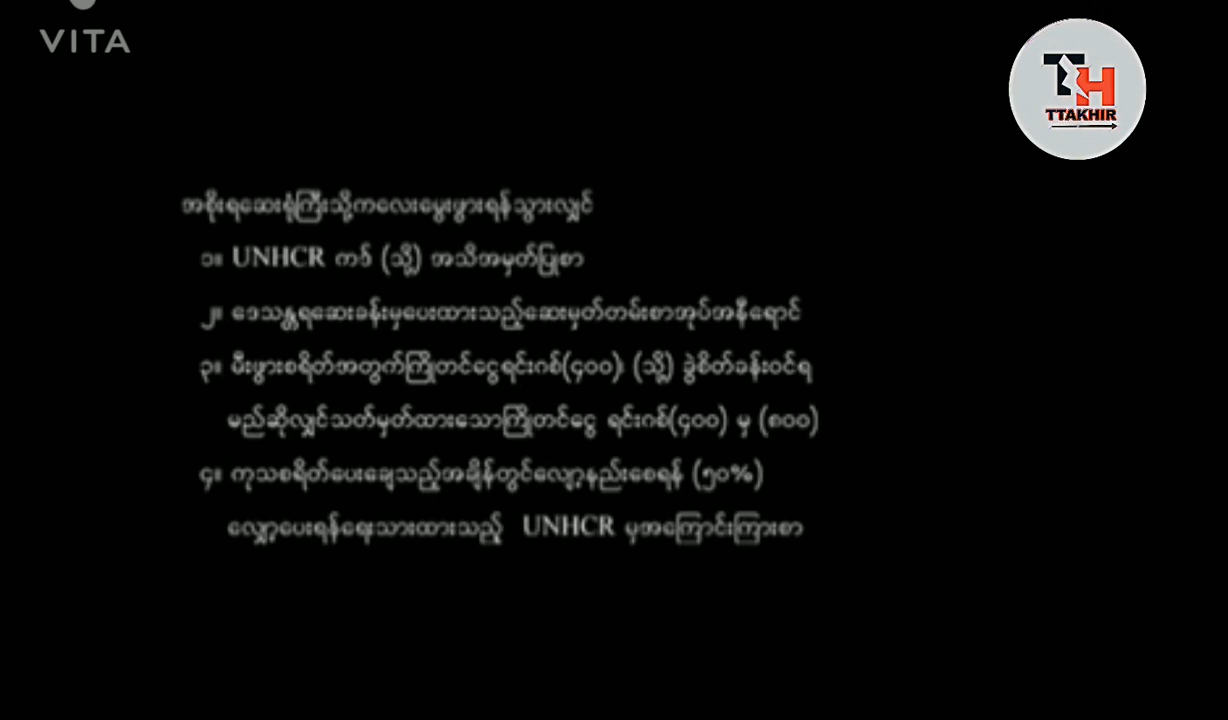 VITA
TH
TTAKHIR
အစိုးရဆေးရုံကြီးသို့ကလေးမွေးဖွားရန်သွားလျှင်
၁။ UNHCR ကဒ် (သို့) အသိအမှတ်ပြုစာ
၂။ ဒေသန္တရဆေးခန်းမှပေးထားသည့်ဆေးမှတ်တမ်းစာအုပ်အနီရောင်
၃။ မီးဖွားစရိတ်အတွက်ကြိုတင်ငွေရင်းဂစ်(၄၀၀)၊ (သို့) ခွဲစိတ်ခန်းဝင်ရ
မည်ဆိုလျှင်သတ်မှတ်ထားသောကြိုတင်ငွေ ရင်းဂစ်(၄၀၀) မှ (၈၀၀)
၄။ ကုသစရိတ်ပေးချေသည့်အချိန်တွင်လျော့နည်းစေရန် (၅၀%)
လျှော့ပေးရန်ရေးသားထားသည့် UNHCR မှအကြောင်းကြားစာ